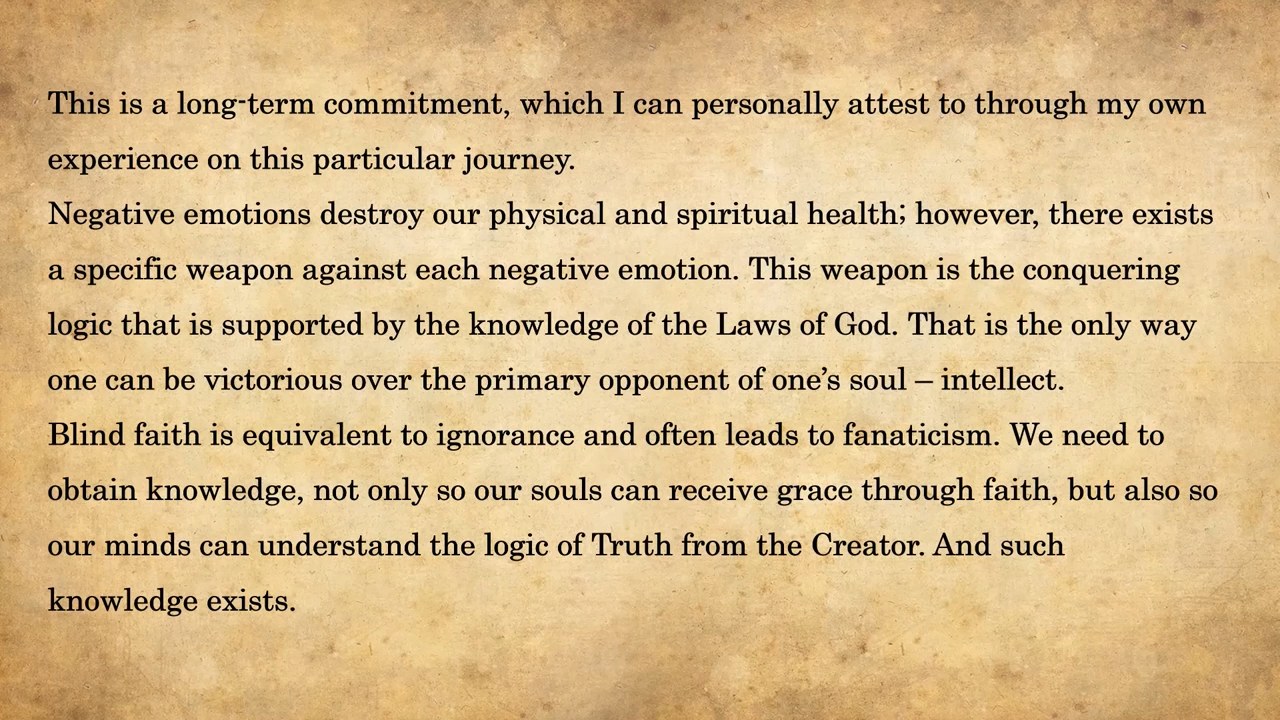 This is a long-term commitment, which I can personally attest to through my own
experience on this particular journey.
Negative emotions destroy our physical and spiritual health; however, there exists
a specific weapon against each negative emotion. This weapon is the conquering
logic that is supported by the knowledge of the Laws of God. That is the only way
one can be victorious over the primary opponent of one’s soul – intellect.
Blind faith is equivalent to ignorance and often leads to fanaticism. We need to
obtain knowledge, not only so our souls can receive grace through faith, but also so
our minds can understand the logic of Truth from the Creator. And such
knowledge exists.